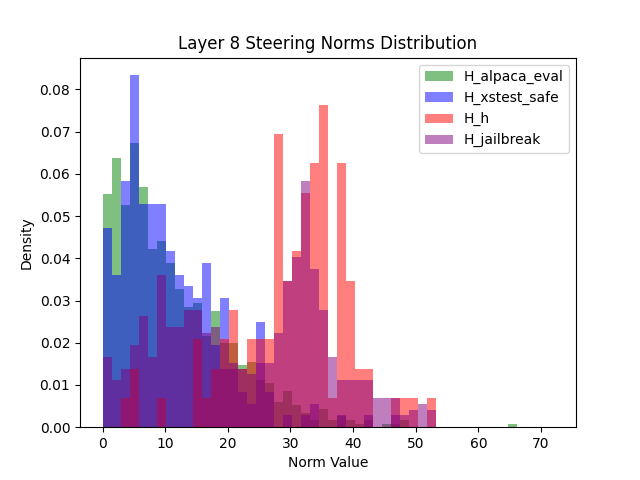 Layer 8 Steering Norms Distribution
H_alpaca_eval
H_xstest_safe
H_h
H_jailbreak
Density
0.08
0.07
0.06
0.05
0.04
0.03
0.02
0.01
0.00
0 10 20 30 40 50 60 70
Norm Value